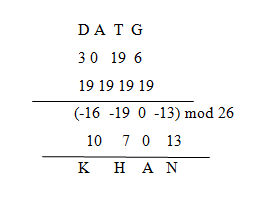 D A T G
3 0 19 6
19 19 19 19
(-16 -19 0 -13) mod 26
10 7 0 13
K H A N